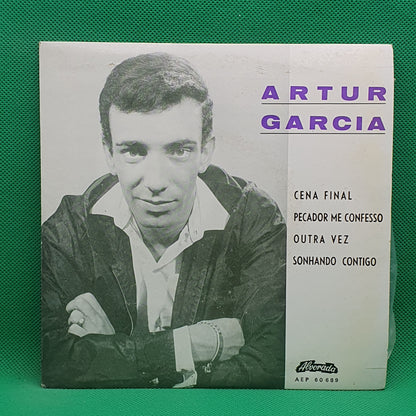 ARTUR
GARCIA
CENA FINAL
PECADOR ME CONFESSO
OUTRA VEZ
SONHANDO CONTIGO
Alvorada
AEP 60 689